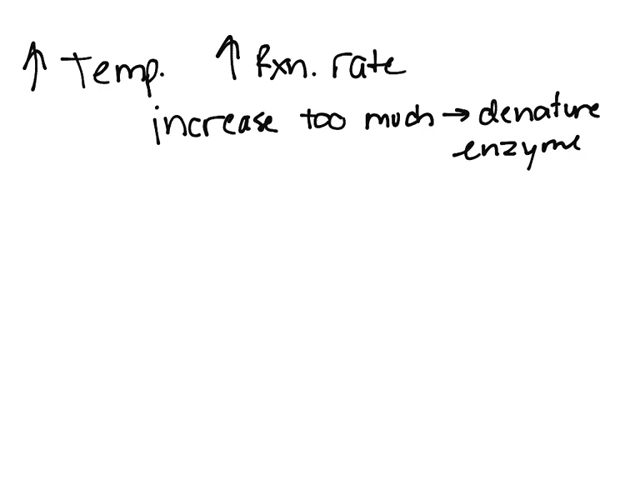 ↑ Temp. ↑ Rxn. rate
increase too much → denature
enzyme